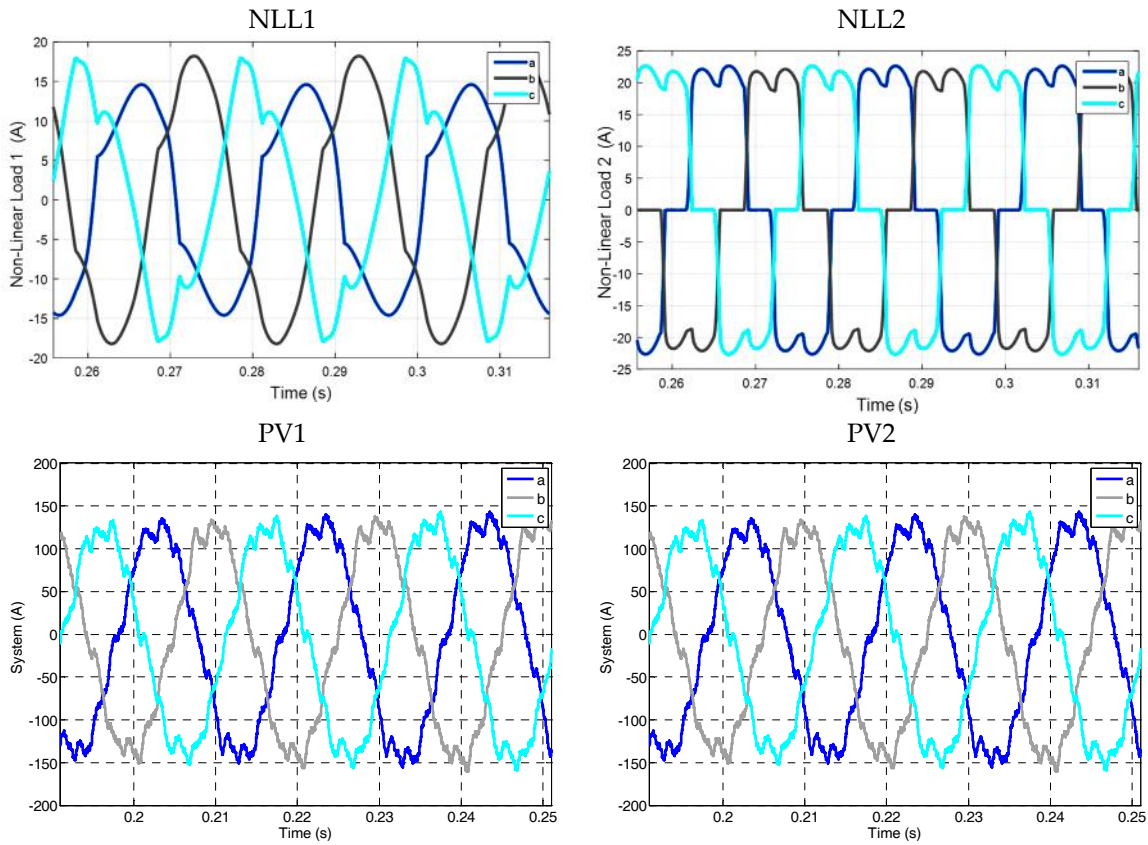 NLL1
NLL2
20
15
10
5
0
-5
-10
-15
-20
Non-Linear Load 1 (A)
a
b
c
0.26
0.27
0.28
0.29
0.3
0.31
Time (s)
25
20
15
10
5
0
-5
-10
-15
-20
-25
Non-Linear Load 2 (A)
a
b
c
0.26
0.27
0.28
0.29
0.3
0.31
Time (s)
PV1
PV2
200
150
100
50
0
-50
-100
-150
-200
System (A)
a
b
c
0.2
0.21
0.22
0.23
0.24
0.25
Time (s)
200
150
100
50
0
-50
-100
-150
-200
System (A)
a
b
c
0.2
0.21
0.22
0.23
0.24
0.25
Time (s)